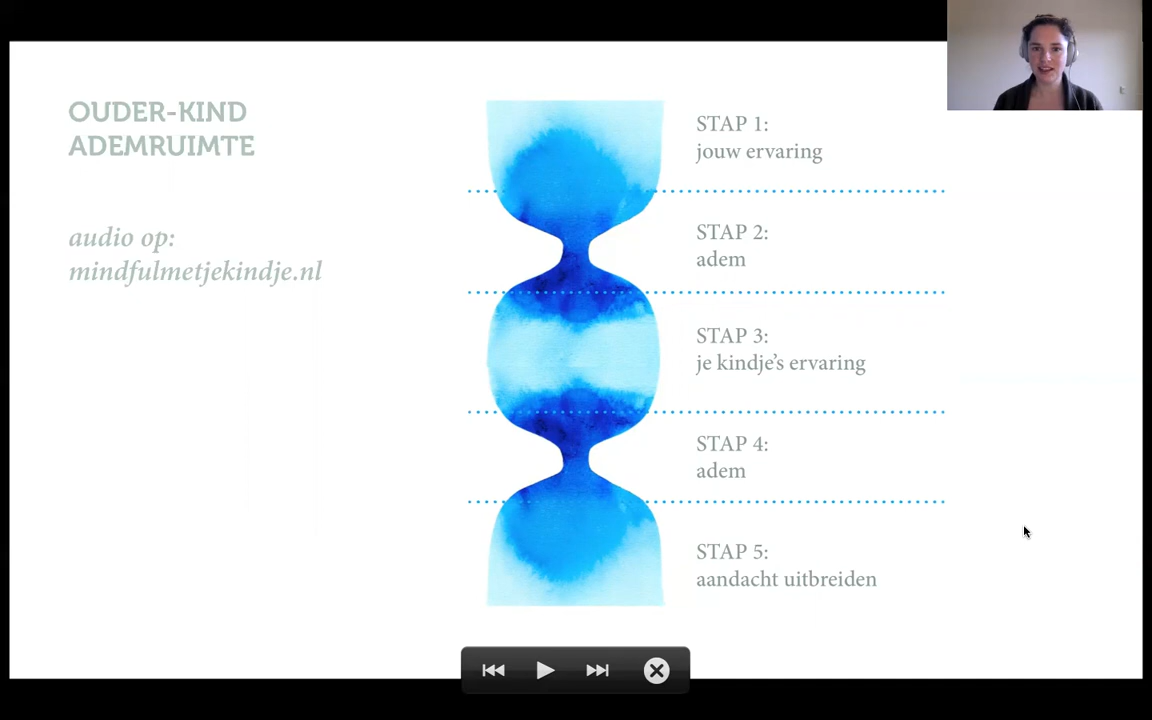 OUDER-KIND
ADEMRUIMTE
audio op:
mindfulmetjekindje.nl
STAP 1:
jouw ervaring
STAP 2:
adem
STAP 3:
je kindje’s ervaring
STAP 4:
adem
STAP 5:
aandacht uitbreiden